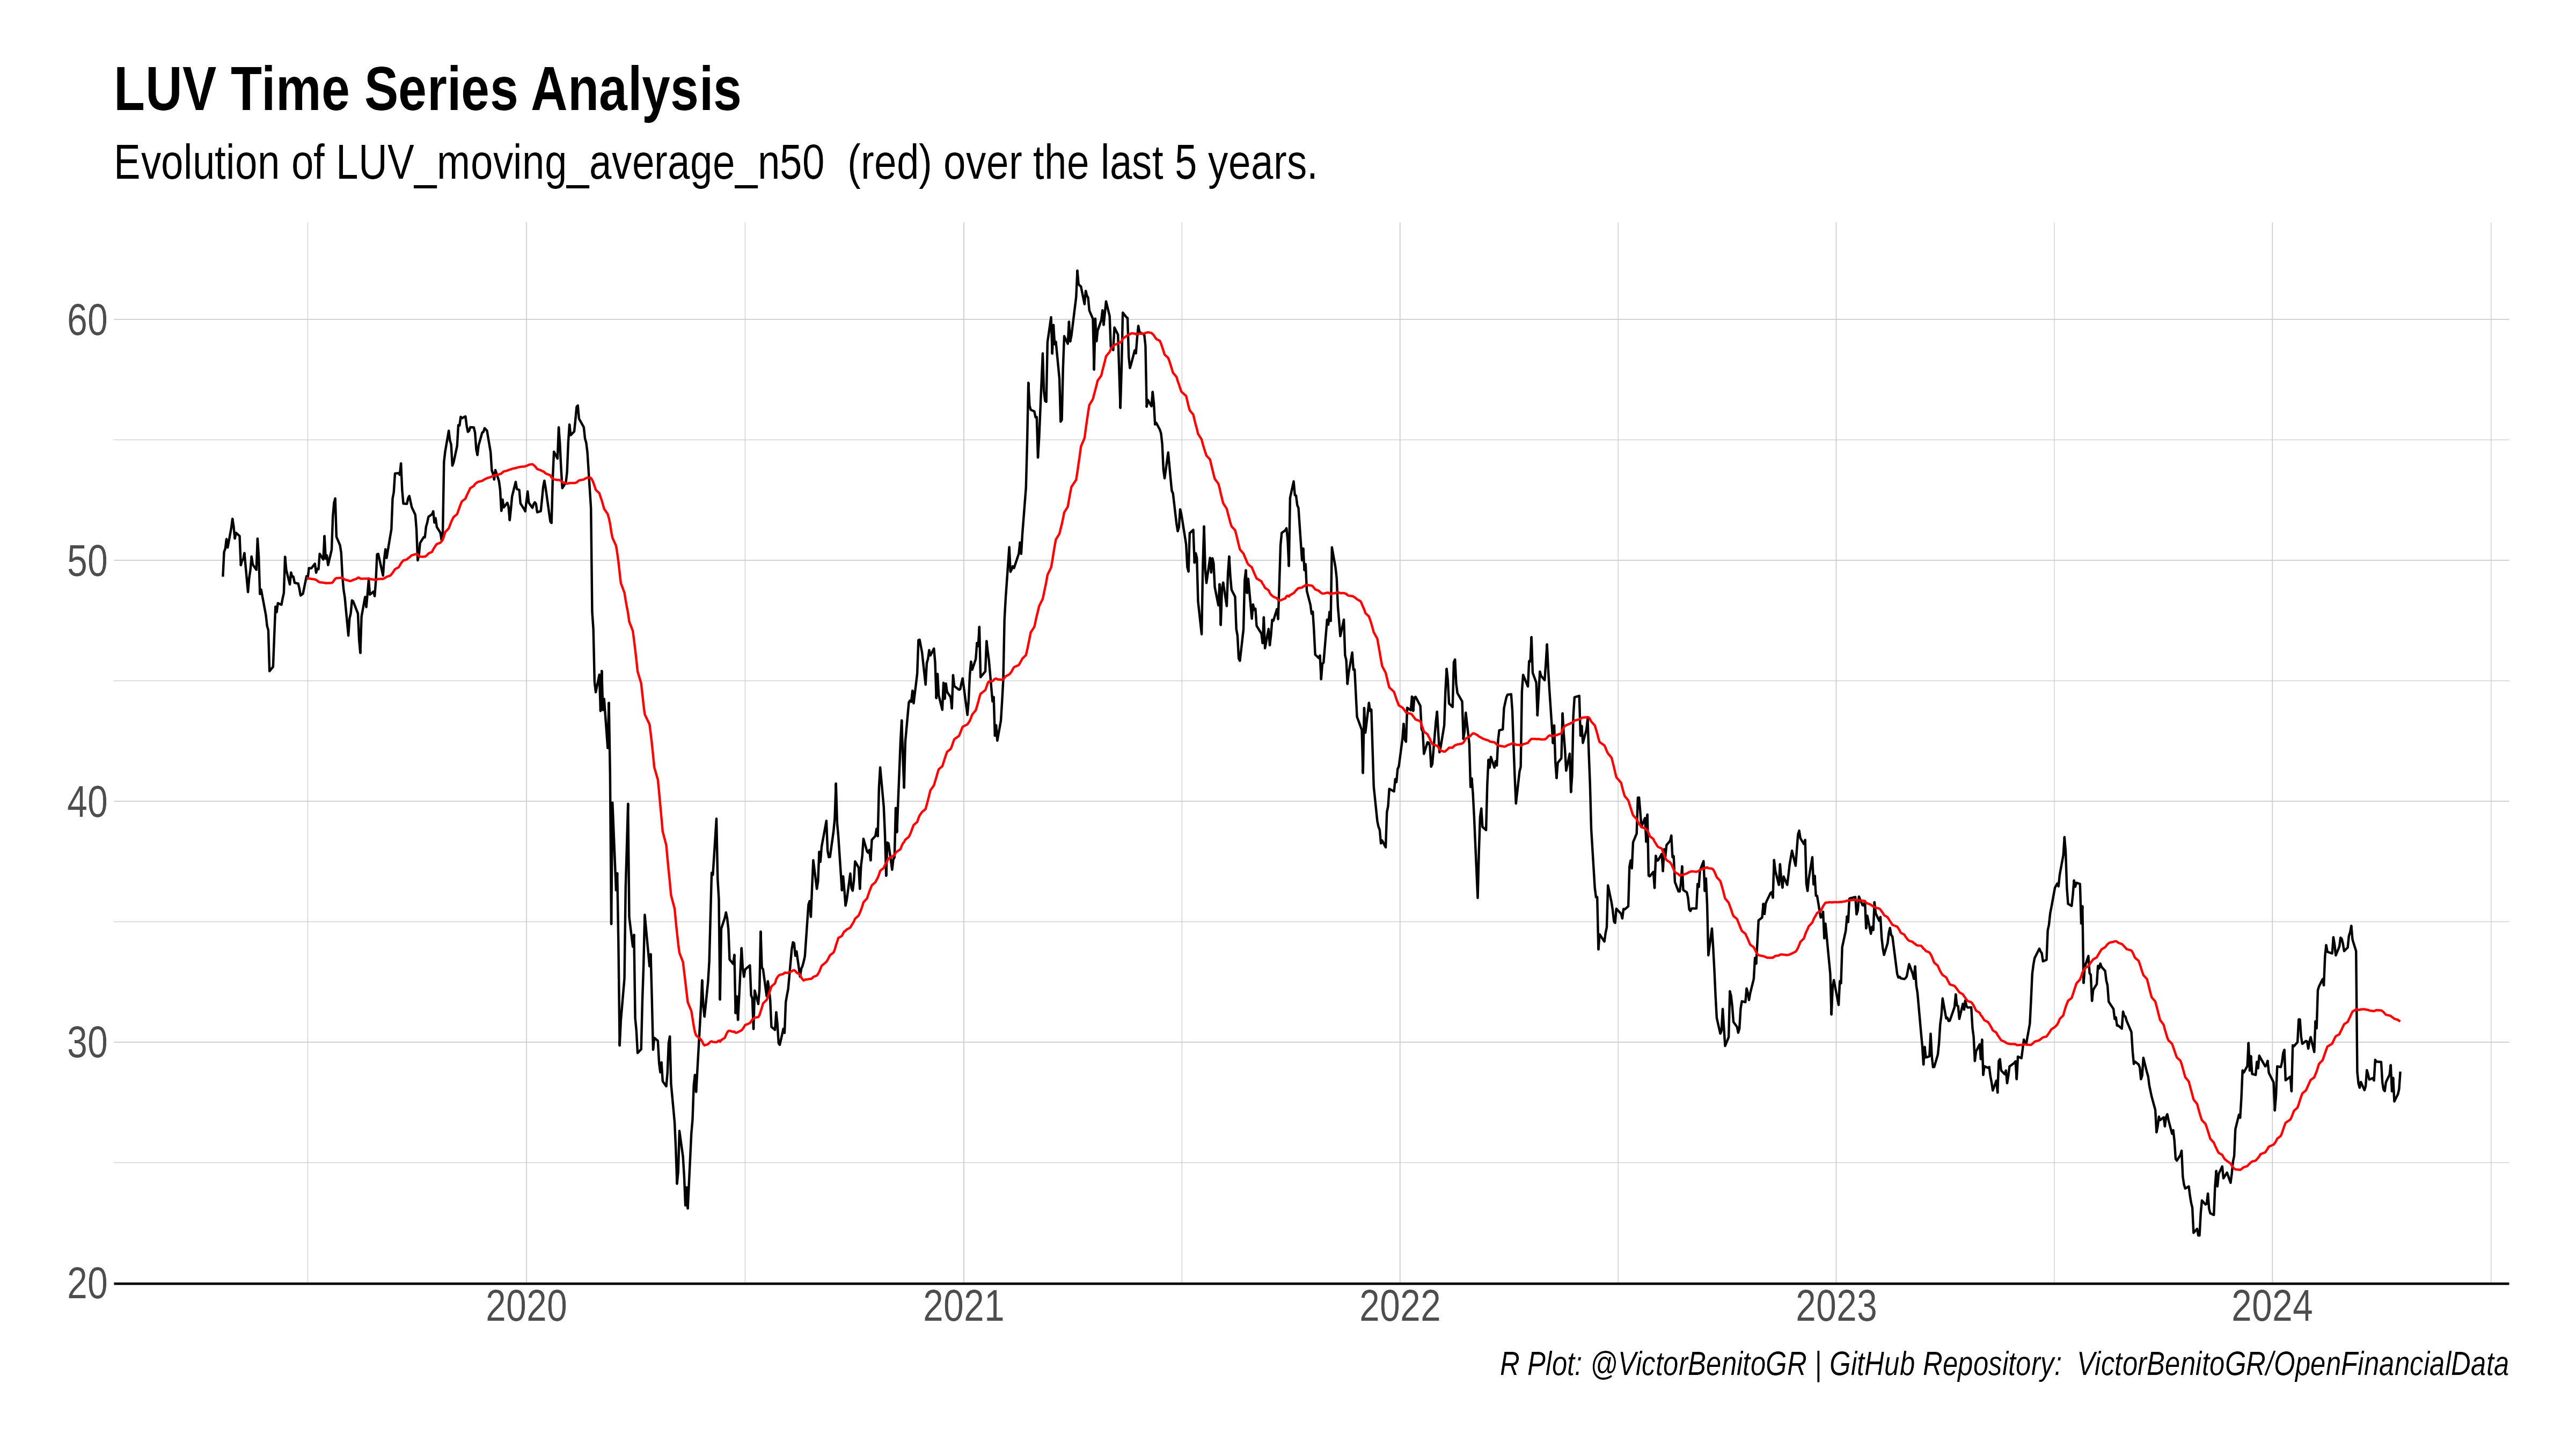 LUV Time Series Analysis
Evolution of LUV_moving_average_n50  (red) over the last 5 years.
60
50
40
30
20
2020 2021 2022 2023 2024
R Plot: @VictorBenitoGR | GitHub Repository:  VictorBenitoGR/OpenFinancialData